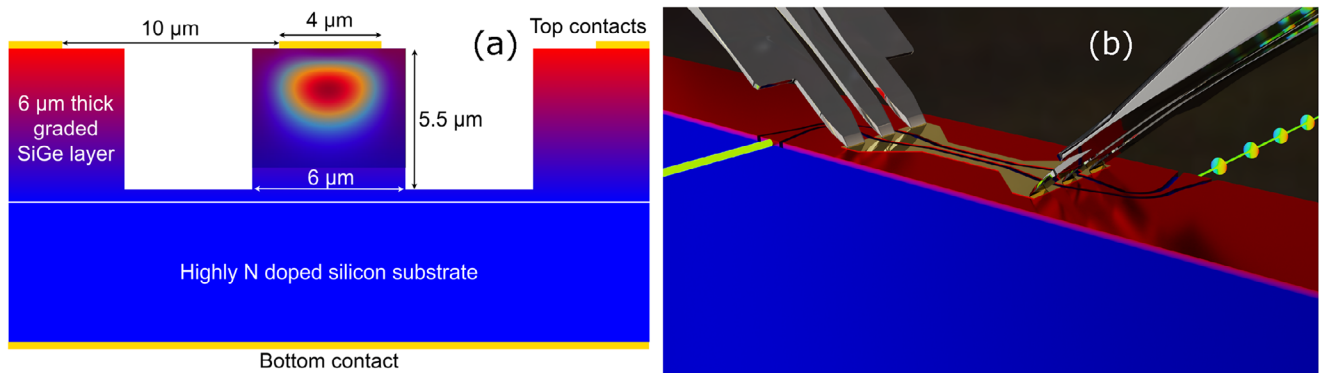 4 µm
10 µm
(a)
Top contacts
(b)
6 µm thick
graded
SiGe layer
5.5 µm
6 µm
Highly N doped silicon substrate
Bottom contact